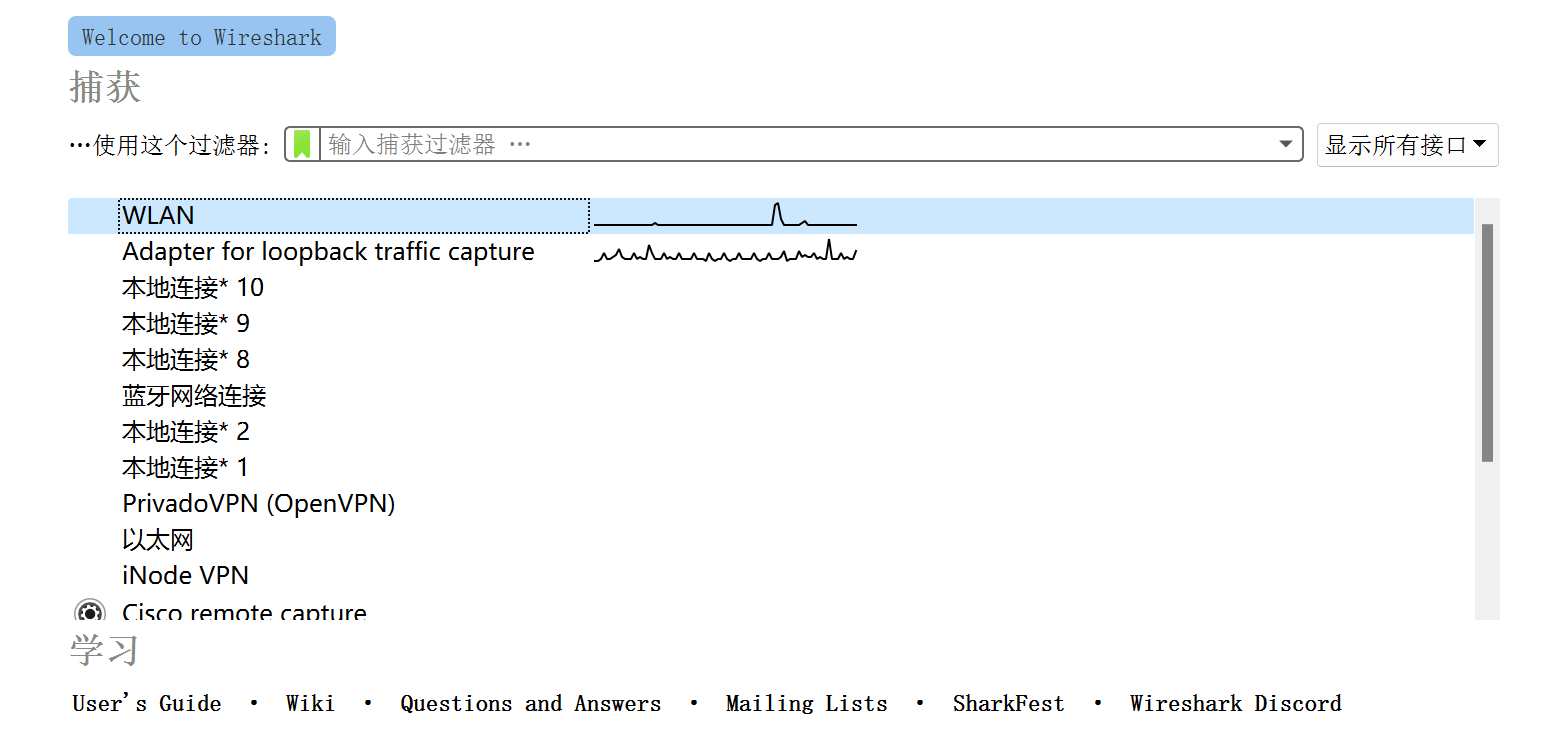 Welcome to Wireshark
捕获
…使用这个过滤器: 输入捕获过滤器 … 显示所有接口
WLAN
Adapter for loopback traffic capture
本地连接* 10
本地连接* 9
本地连接* 8
蓝牙网络连接
本地连接* 2
本地连接* 1
PrivadoVPN (OpenVPN)
以太网
iNode VPN
Cisco remote capture
学习
User's Guide · Wiki · Questions and Answers · Mailing Lists · SharkFest · Wireshark Discord